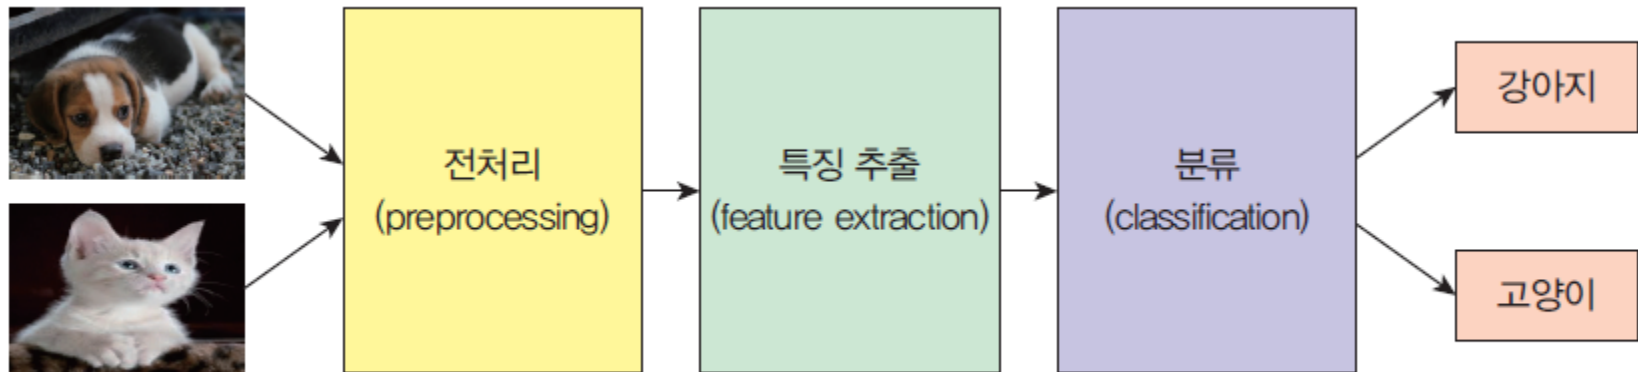 전처리
(preprocessing)
특징 추출
(feature extraction)
분류
(classification)
강아지
고양이